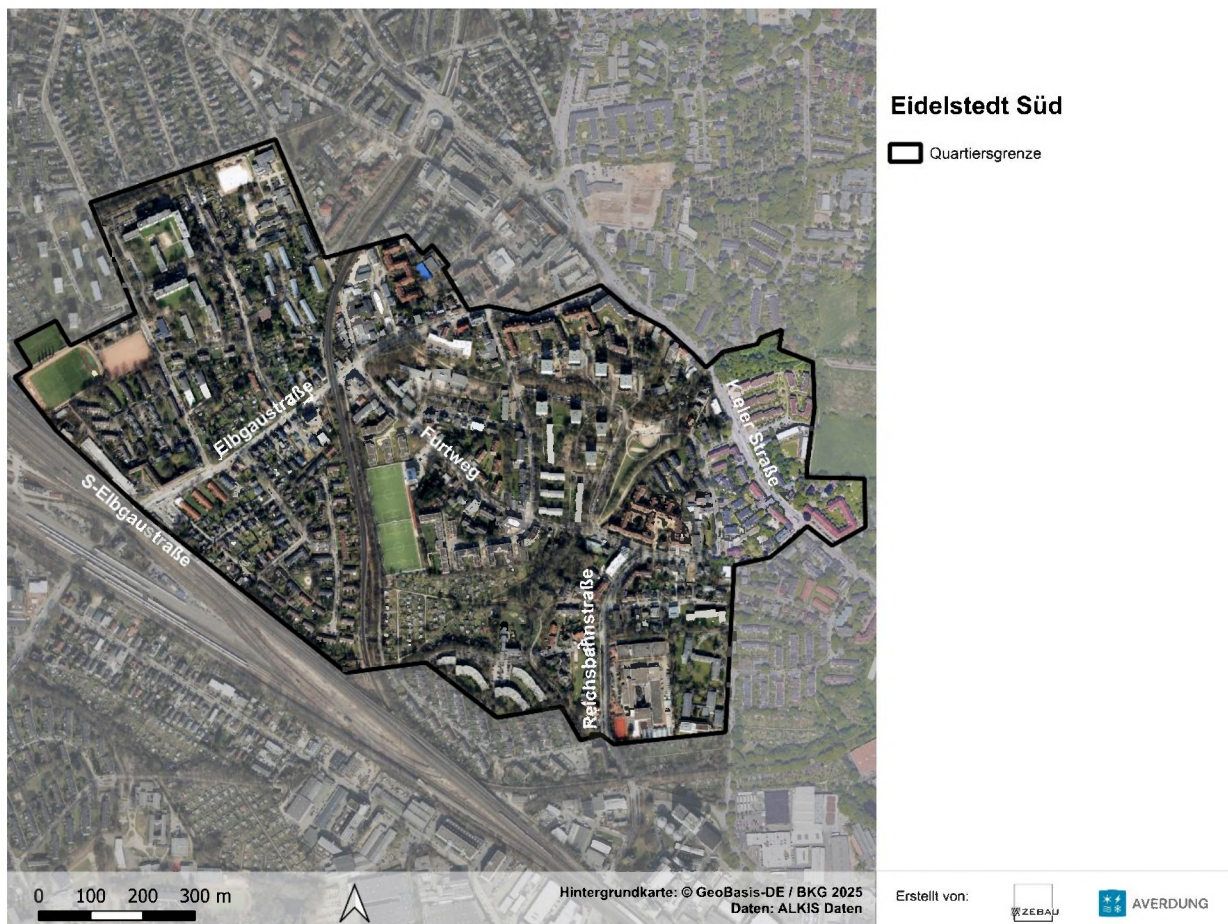 Eidelstedt Süd
Quartiersgrenze
Elbgaustraße
Furtweg
Kieler Straße
S-Elbgaustraße
Reichsbahnstraße
0 100 200 300 m
Hintergrundkarte: © GeoBasis-DE / BKG 2025
Daten: ALKIS Daten
Erstellt von:
ZEBAU
AVERDUNG